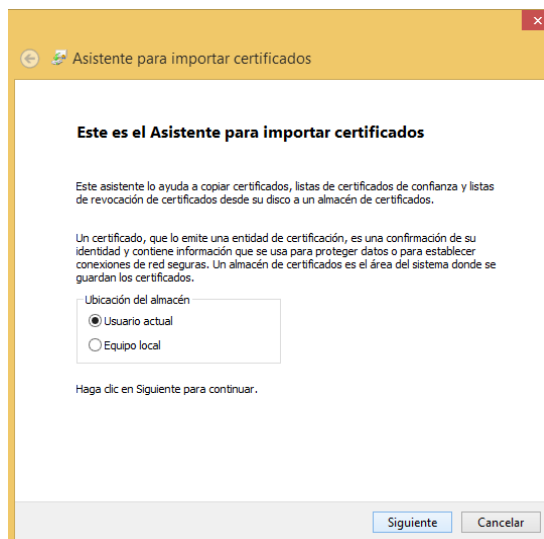 Asistente para importar certificados
Este es el Asistente para importar certificados
Este asistente lo ayuda a copiar certificados, listas de certificados de confianza y listas
de revocación de certificados desde su disco a un almacén de certificados.
Un certificado, que lo emite una entidad de certificación, es una confirmación de su
identidad y contiene información que se usa para proteger datos o para establecer
conexiones de red seguras. Un almacén de certificados es el área del sistema donde se
guardan los certificados.
Ubicación del almacén
Usuario actual
Equipo local
Haga clic en Siguiente para continuar.
Siguiente Cancelar